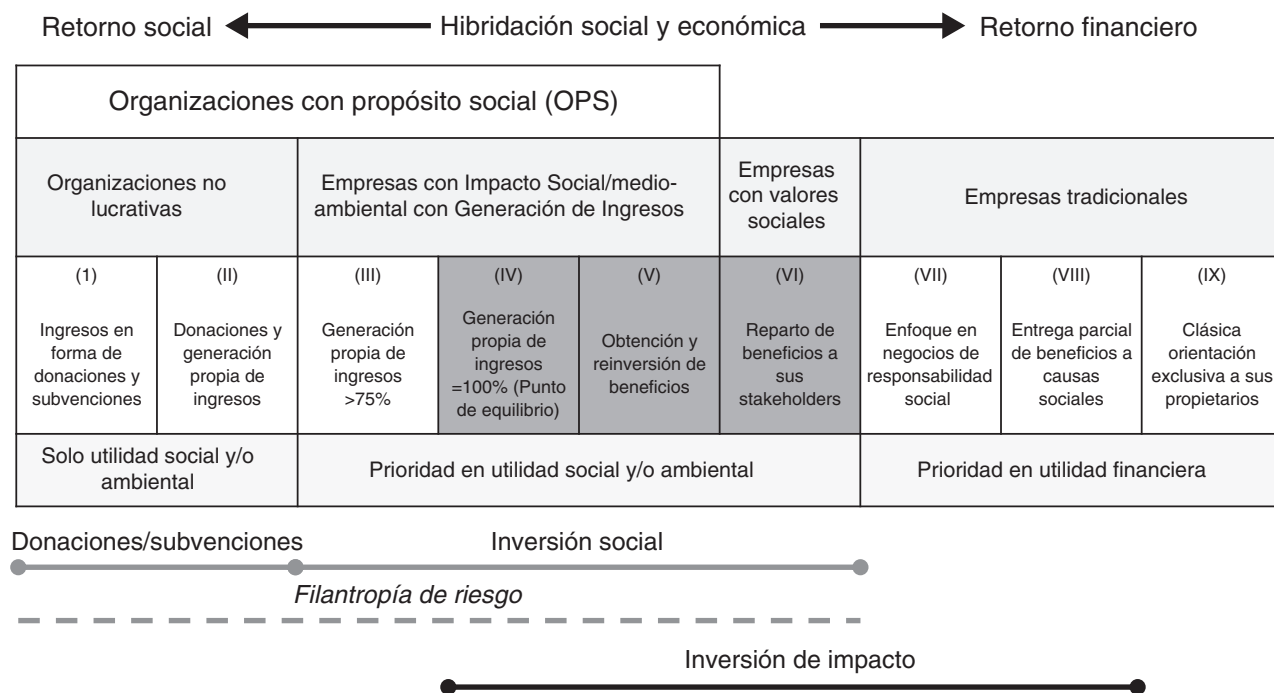 Retorno social
Hibridación social y económica
Retorno financiero
Organizaciones con propósito social (OPS)
Organizaciones no
lucrativas
Empresas con Impacto Social/medio-
ambiental con Generación de Ingresos
Empresas
con valores
sociales
Empresas tradicionales
(1)
Ingresos en
forma de
donaciones y
subvenciones
(II)
Donaciones y
generación
propia de
ingresos
(III)
Generación
propia de
ingresos
>75%
(IV)
Generación
propia de
ingresos
=100% (Punto
de equilibrio)
(V)
Obtención y
reinversión de
beneficios
(VI)
Reparto de
beneficios a
sus
stakeholders
(VII)
Enfoque en
negocios de
responsabilidad
social
(VIII)
Entrega parcial
de beneficios a
causas
sociales
(IX)
Clásica
orientación
exclusiva a sus
propietarios
Solo utilidad social y/o
ambiental
Prioridad en utilidad social y/o ambiental
Prioridad en utilidad financiera
Donaciones/subvenciones
Inversión social
Filantropía de riesgo
Inversión de impacto